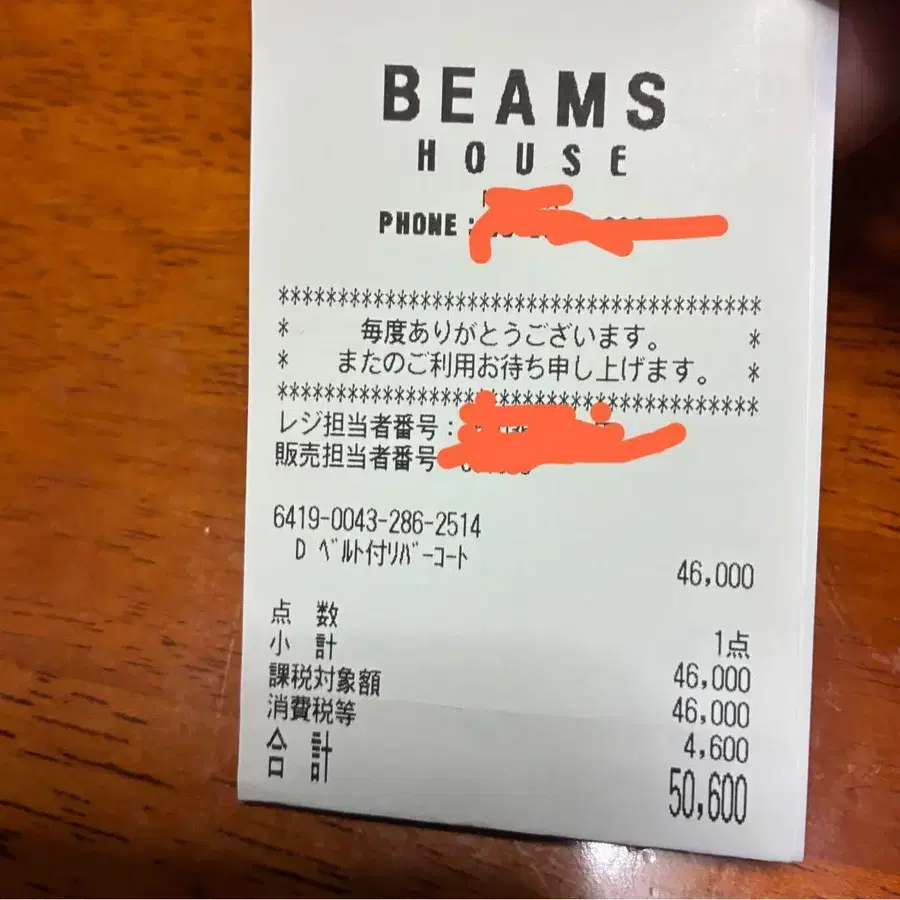 BEAMS
HOUSE
PHONE :
***************************************
* 毎度ありがとうございます。 *
* またのご利用お待ち申し上げます。 *
***************************************
レジ担当者番号:
販売担当者番号
6419-0043-286-2514
D ﾍﾞﾙﾄ付ﾘﾊﾞｰｺｰﾄ
46,000
点 数 1点
小 計 46,000
課税対象額 46,000
消費税等 4,600
合 計 50,600